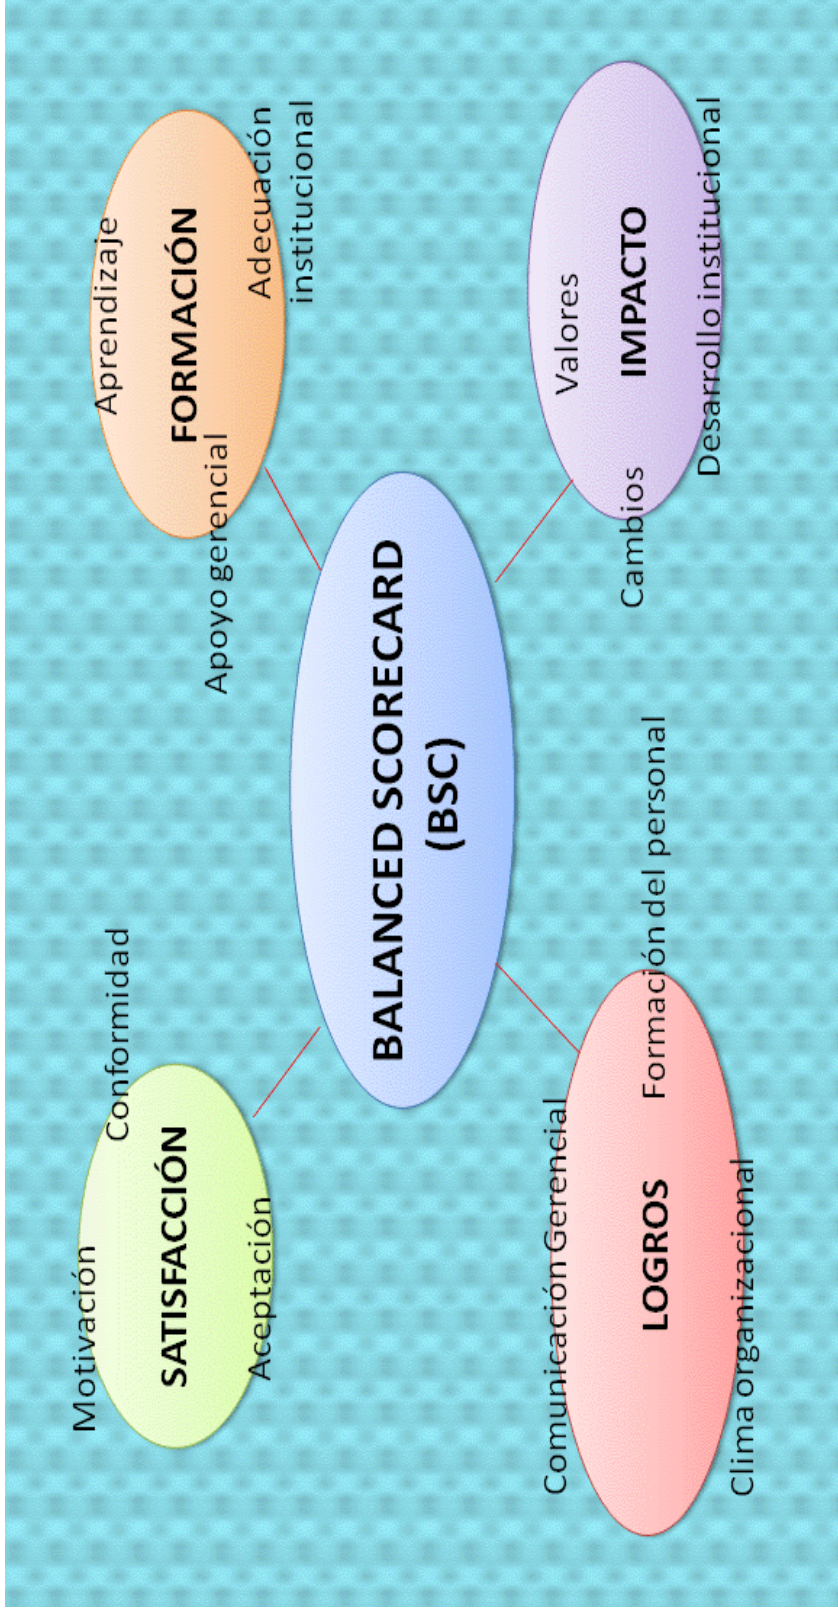 Motivación
Conformidad
SATISFACCIÓN
Aceptación
Aprendizaje
FORMACIÓN
Apoyo gerencial
Adecuación
institucional
BALANCED SCORECARD
(BSC)
Comunicación Gerencial
LOGROS
Formación del personal
Clima organizacional
Valores
IMPACTO
Cambios
Desarrollo institucional